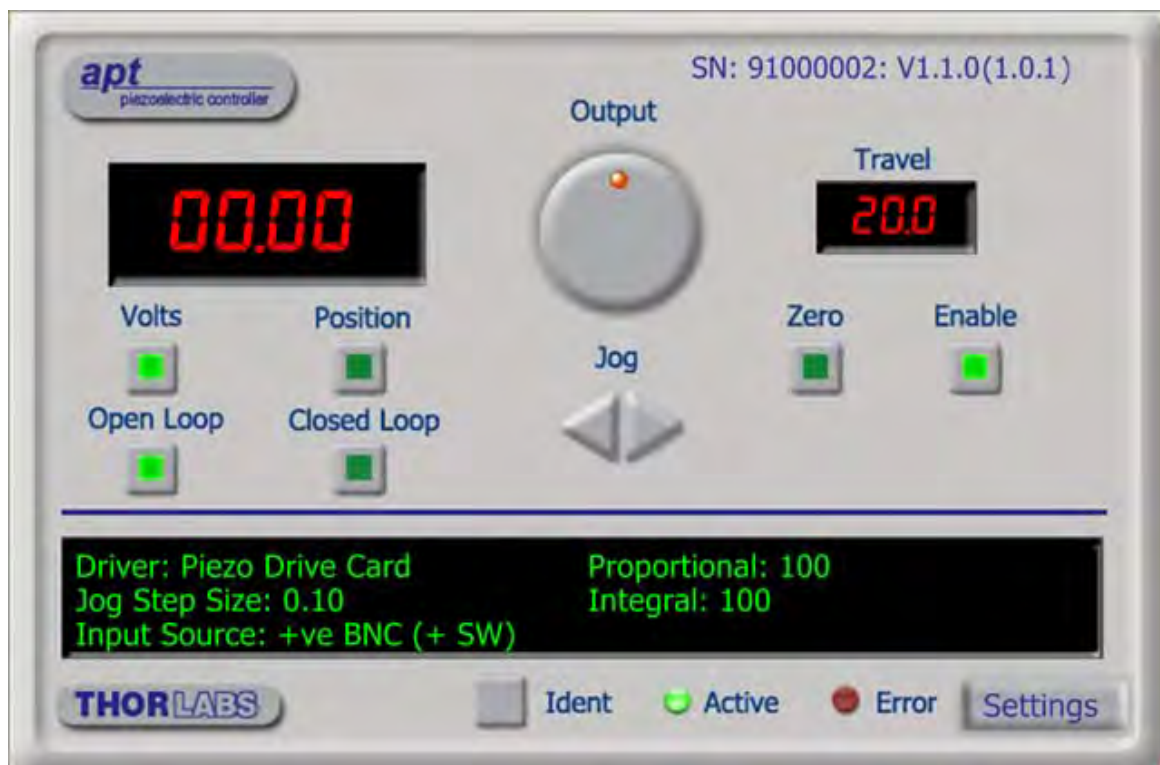 apt
piezoelectric controller
SN: 91000002: V1.1.0(1.0.1)
Output
Travel
00.00
20.0
Volts
Position
Zero
Enable
Jog
Open Loop
Closed Loop
Driver: Piezo Drive Card
Proportional: 100
Jog Step Size: 0.10
Integral: 100
Input Source: +ve BNC (+ SW)
THORLABS
Ident
Active
Error
Settings